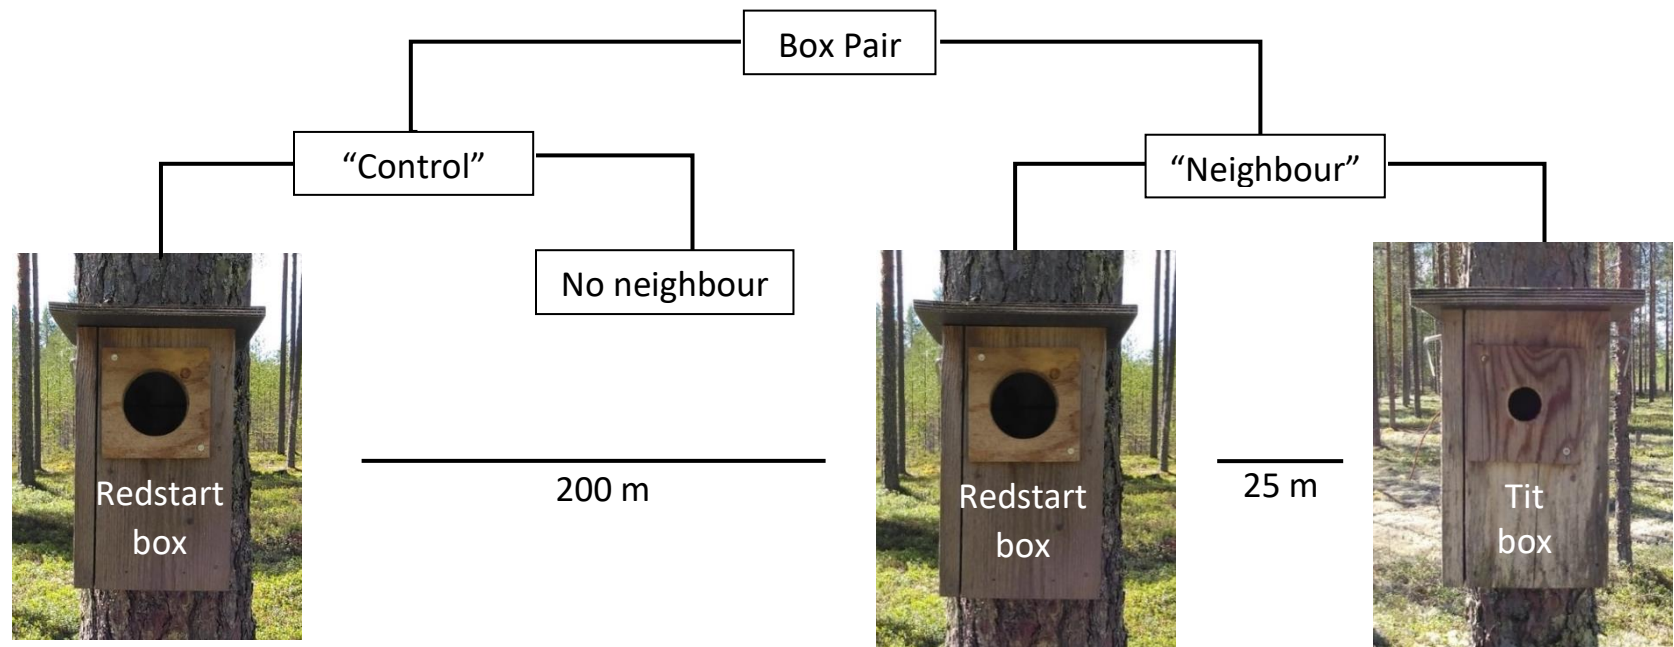 Box Pair
“Control”
“Neighbour”
No neighbour
Redstart
box
200 m
Redstart
box
25 m
Tit
box